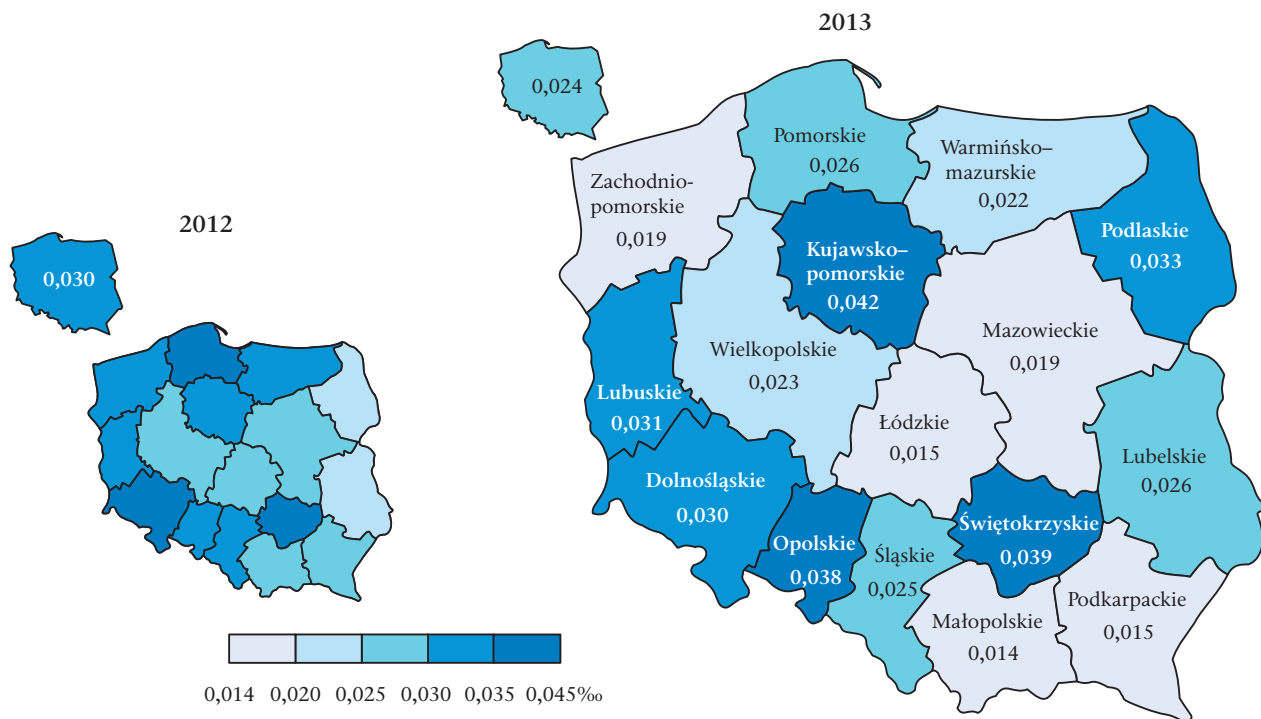 2013
0,024
Pomorskie
0,026
Warmińsko–
mazurskie
0,022
Zachodnio-
pomorskie
0,019
2012
Podlaskie
0,033
Kujawsko–
pomorskie
0,042
0,030
Mazowieckie
0,019
Wielkopolskie
0,023
Lubuskie
0,031
Łódzkie
0,015
Lubelskie
0,026
Dolnośląskie
0,030
Świętokrzyskie
0,039
Opolskie
0,038
Śląskie
0,025
Podkarpackie
0,015
Małopolskie
0,014
0,014 0,020 0,025 0,030 0,035 0,045‰